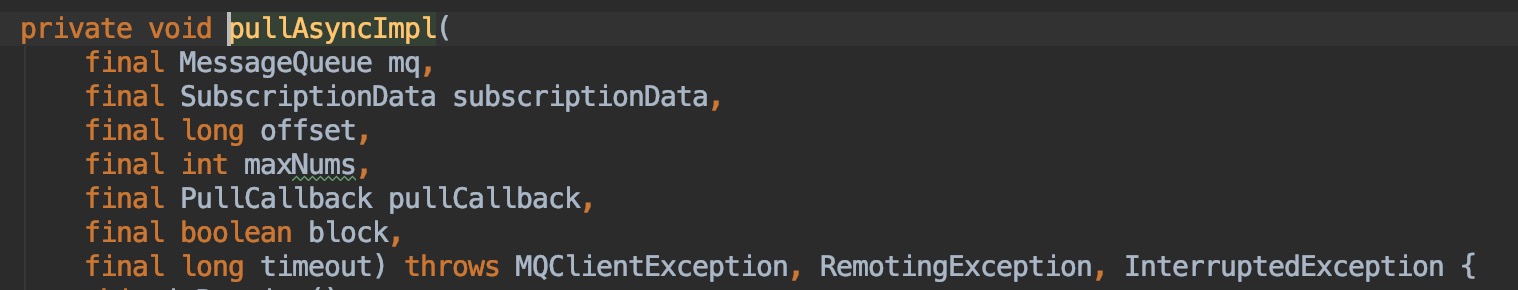 private void pullAsyncImpl(
final MessageQueue mq,
final SubscriptionData subscriptionData,
final long offset,
final int maxNums,
final PullCallback pullCallback,
final boolean block,
final long timeout) throws MQClientException, RemotingException, InterruptedException {